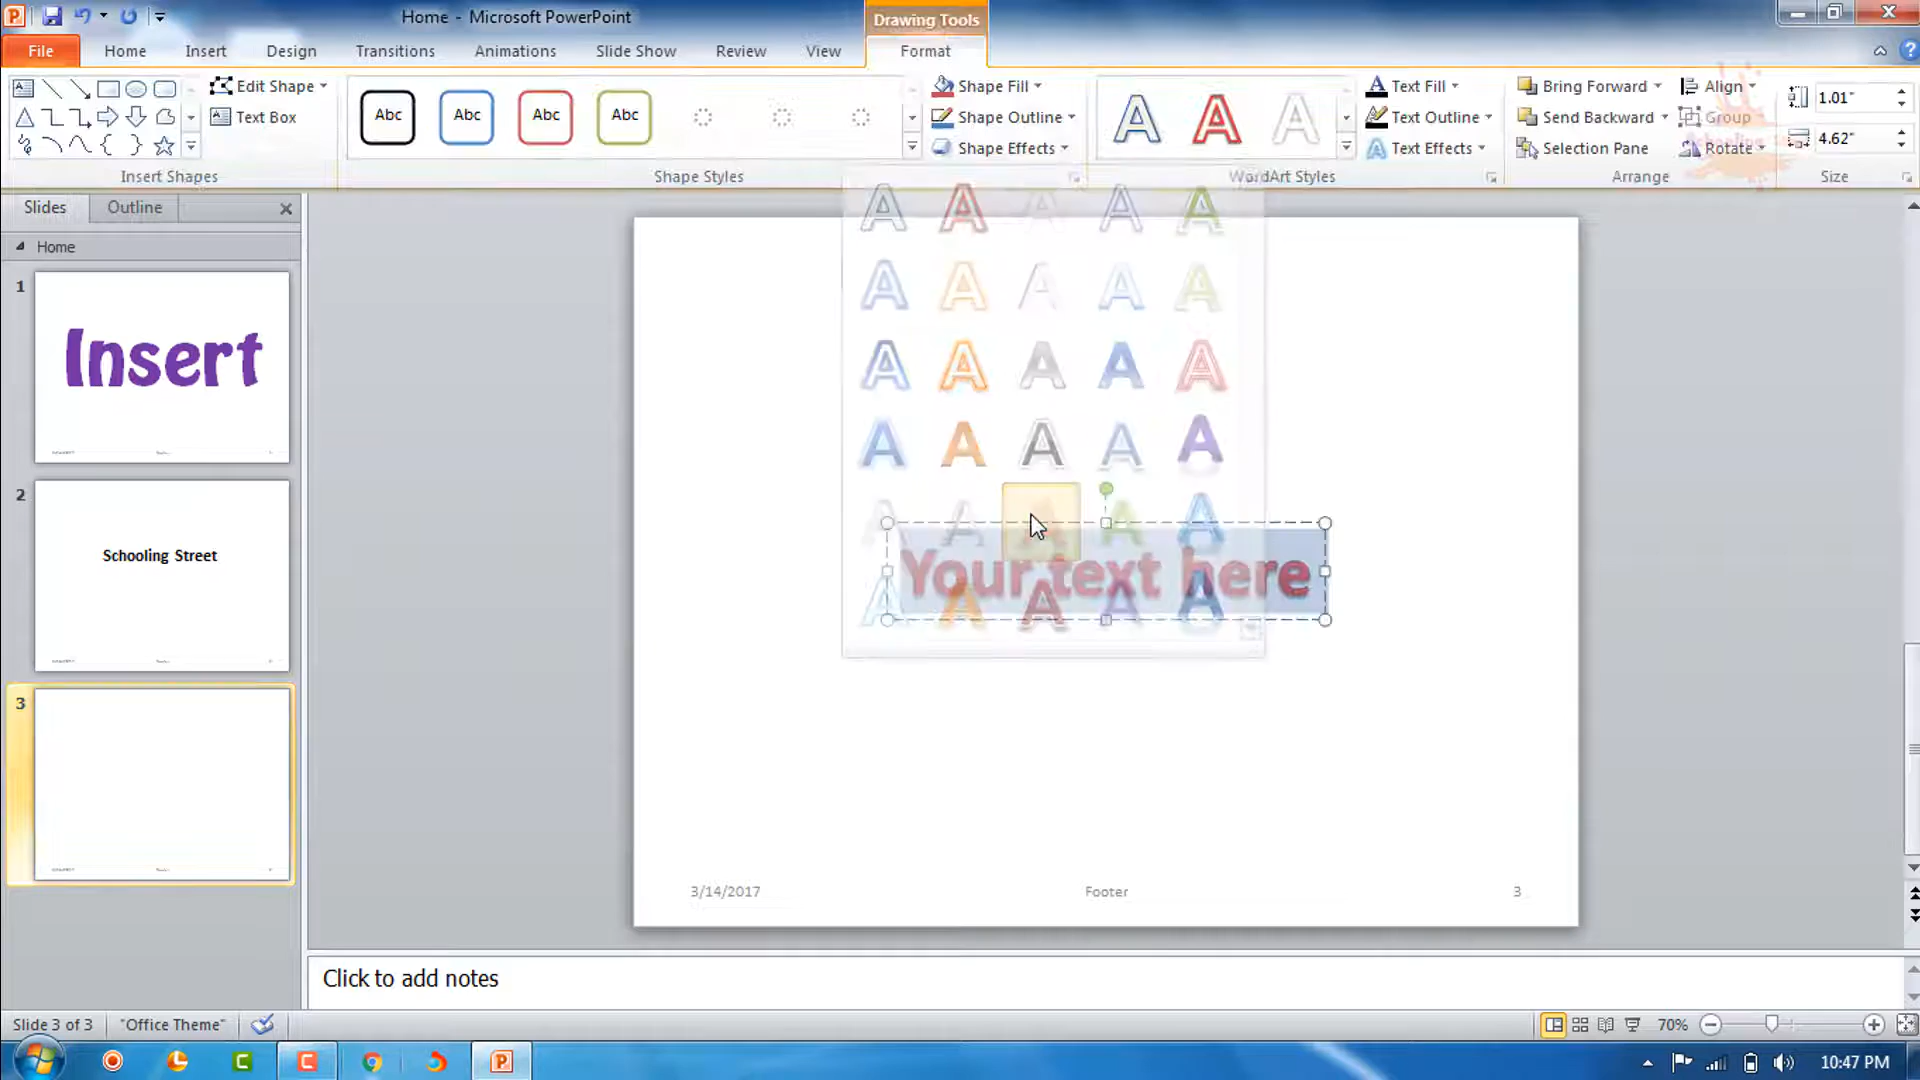 Home - Microsoft PowerPoint
Drawing Tools
File Home Insert Design Transitions Animations Slide Show Review View Format
Edit Shape
Text Box
Insert Shapes
Abc Abc Abc Abc
Shape Styles
Shape Fill
Shape Outline
Shape Effects
A A A
WordArt Styles
Text Fill
Text Outline
Text Effects
Bring Forward
Send Backward
Selection Pane
Align
Group
Rotate
Arrange
1.01"
4.62"
Size
Slides Outline
Home
1
Insert
2
Schooling Street
3
A A A A A
A A A A A
A A A A A
A A A A A
A A A A A
A A A A A
Your text here
3/14/2017 Footer 3
Click to add notes
Slide 3 of 3 "Office Theme" 70%
10:47 PM